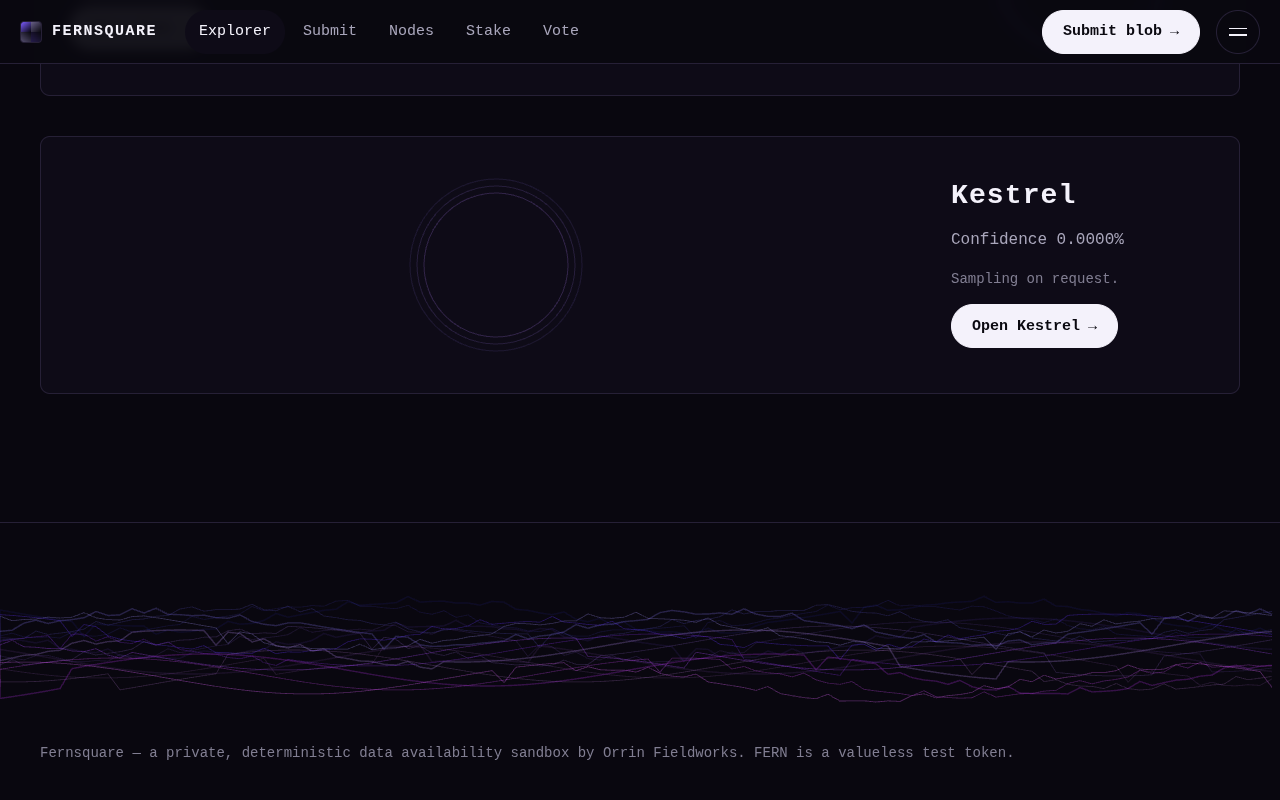 FERNSQUARE Explorer Submit Nodes Stake Vote Submit blob →
Kestrel
Confidence 0.0000%
Sampling on request.
Open Kestrel →
Fernsquare — a private, deterministic data availability sandbox by Orrin Fieldworks. FERN is a valueless test token.